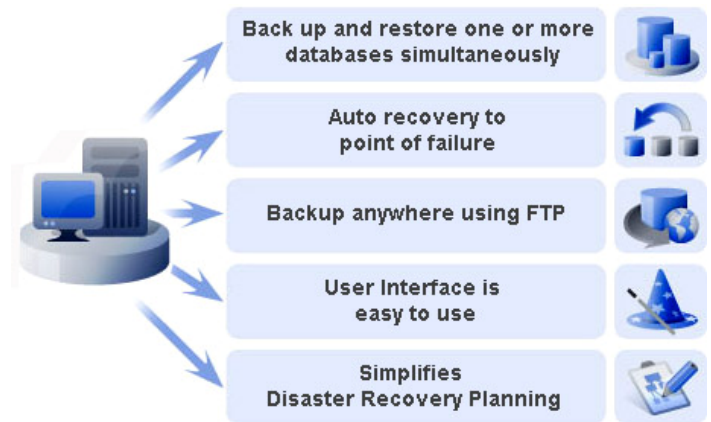 Back up and restore one or more
databases simultaneously
Auto recovery to
point of failure
Backup anywhere using FTP
User Interface is
easy to use
Simplifies
Disaster Recovery Planning